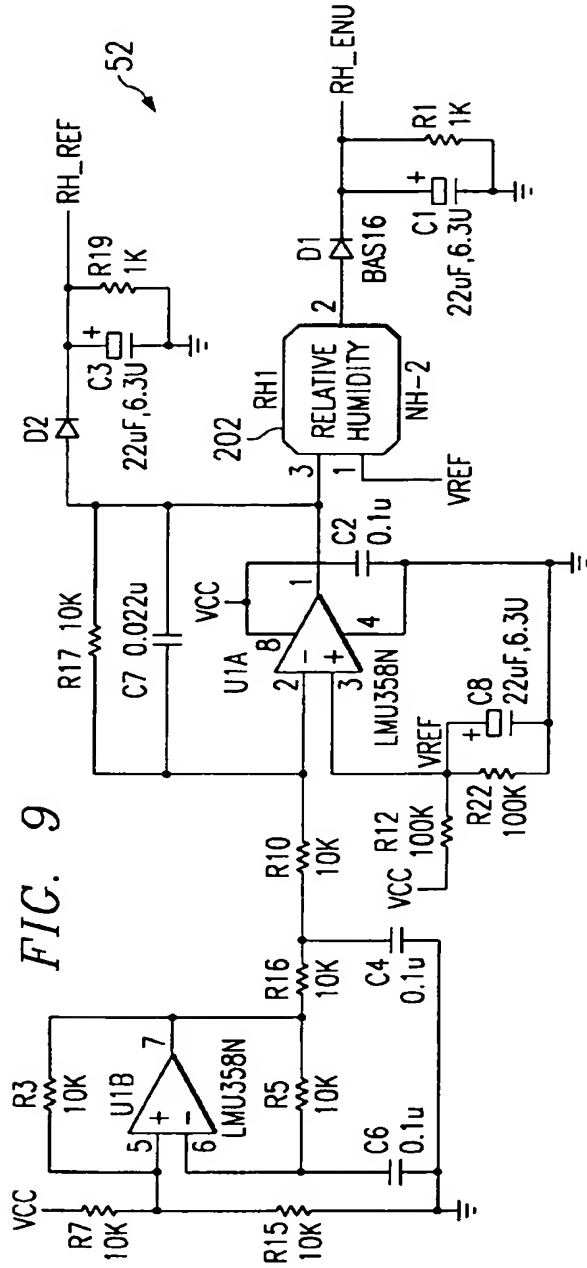 FIG. 9
52
VCC
R7
10K
R15
10K
R3
10K
5
+
6
−
7
U1B
LMU358N
R5
10K
C6
0.1u
R16
10K
C4
0.1u
R10
10K
R17 10K
C7 0.022u
U1A
VCC
8
2
−
3
+
1
4
LMU358N
C2
0.1u
VREF
VCC
R12
100K
R22
100K
+
C8
22uF,6.3U
D2
RH_REF
+
C3
22uF,6.3U
R19
1K
202
RH1
3
1
RELATIVE
HUMIDITY
2
NH-2
VREF
D1
BAS16
RH_ENU
+
C1
22uF,6.3U
R1
1K